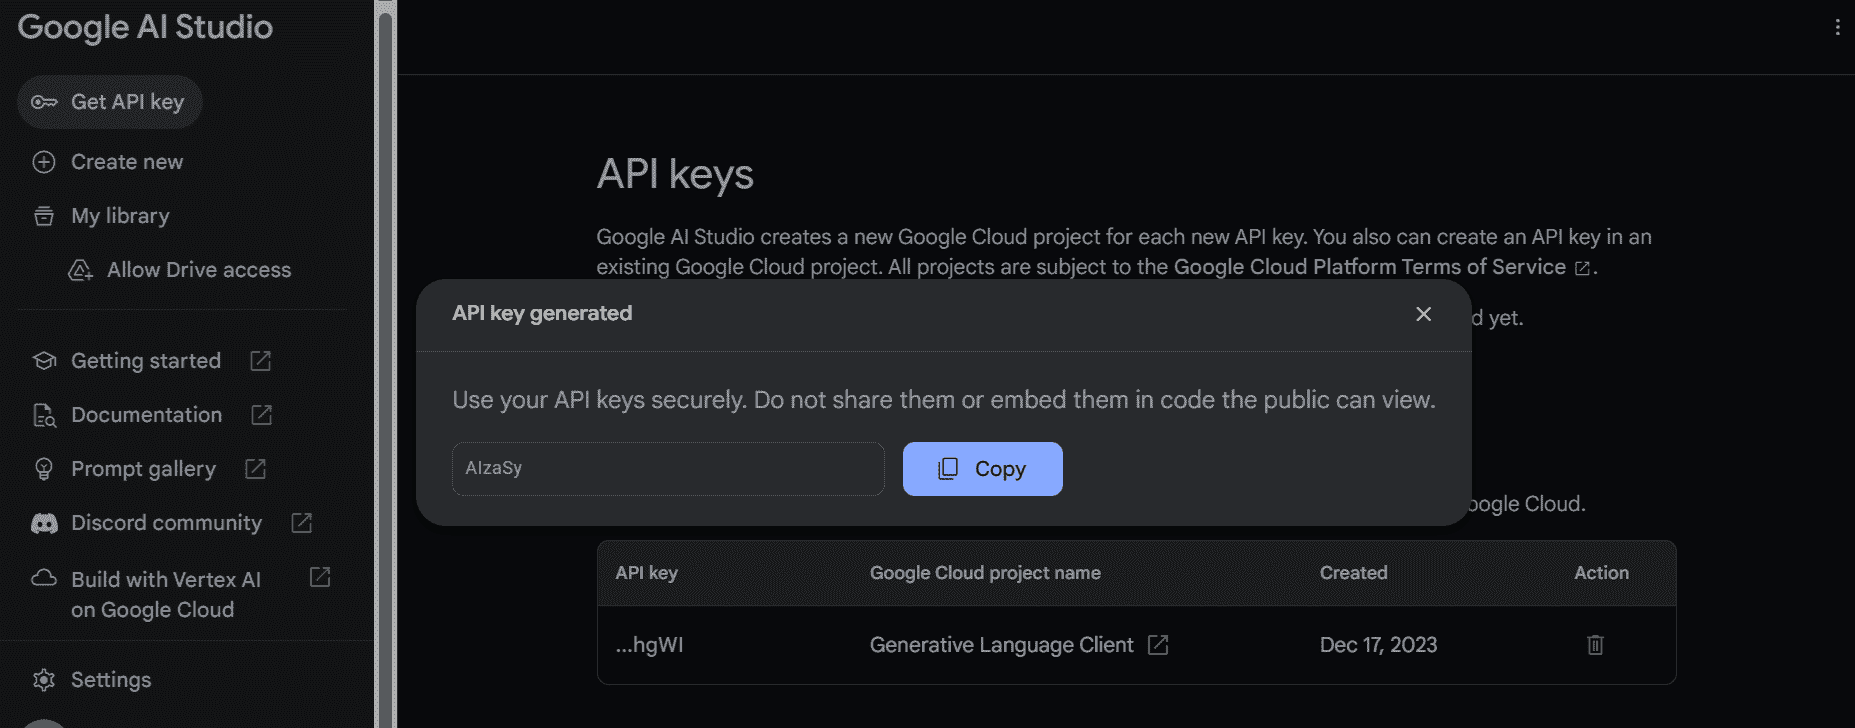 Google AI Studio
Get API key
Create new
My library
Allow Drive access
Getting started
Documentation
Prompt gallery
Discord community
Build with Vertex AI
on Google Cloud
Settings
API keys
Google AI Studio creates a new Google Cloud project for each new API key. You also can create an API key in an
existing Google Cloud project. All projects are subject to the Google Cloud Platform Terms of Service.
d yet.
API key generated
Use your API keys securely. Do not share them or embed them in code the public can view.
AIzaSy
Copy
oogle Cloud.
API key Google Cloud project name Created Action
...hgWI Generative Language Client Dec 17, 2023